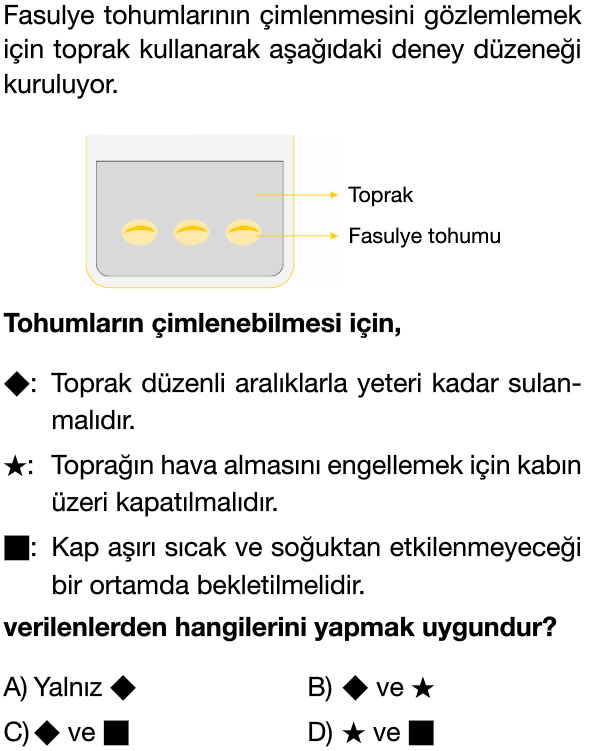 Fasulye tohumlarının çimlenmesini gözlemlemek
için toprak kullanarak aşağıdaki deney düzeneği
kuruluyor.
Toprak
Fasulye tohumu
Tohumların çimlenebilmesi için,
◆: Toprak düzenli aralıklarla yeteri kadar sulan-
malıdır.
★: Toprağın hava almasını engellemek için kabın
üzeri kapatılmalıdır.
■: Kap aşırı sıcak ve soğuktan etkilenmeyeceği
bir ortamda bekletilmelidir.
verilenlerden hangilerini yapmak uygundur?
A) Yalnız ◆ B) ◆ ve ★
C) ◆ ve ■ D) ★ ve ■